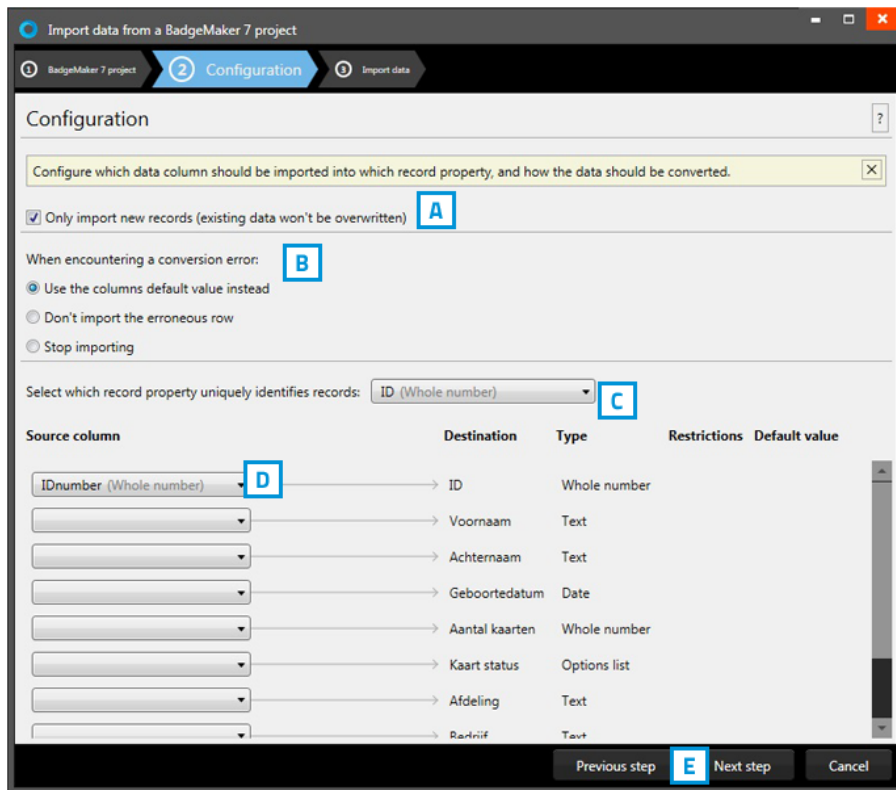 Import data from a BadgeMaker 7 project
1 BadgeMaker 7 project 2 Configuration 3 Import data
Configuration ?
Configure which data column should be imported into which record property, and how the data should be converted.
Only import new records (existing data won't be overwritten) A
When encountering a conversion error: B
Use the columns default value instead
Don't import the erroneous row
Stop importing
Select which record property uniquely identifies records: ID (Whole number) C
Source column Destination Type Restrictions Default value
IDnumber (Whole number) D ID Whole number
Voornaam Text
Achternaam Text
Geboortedatum Date
Aantal kaarten Whole number
Kaart status Options list
Afdeling Text
Bedrijf Text
Previous step E Next step Cancel